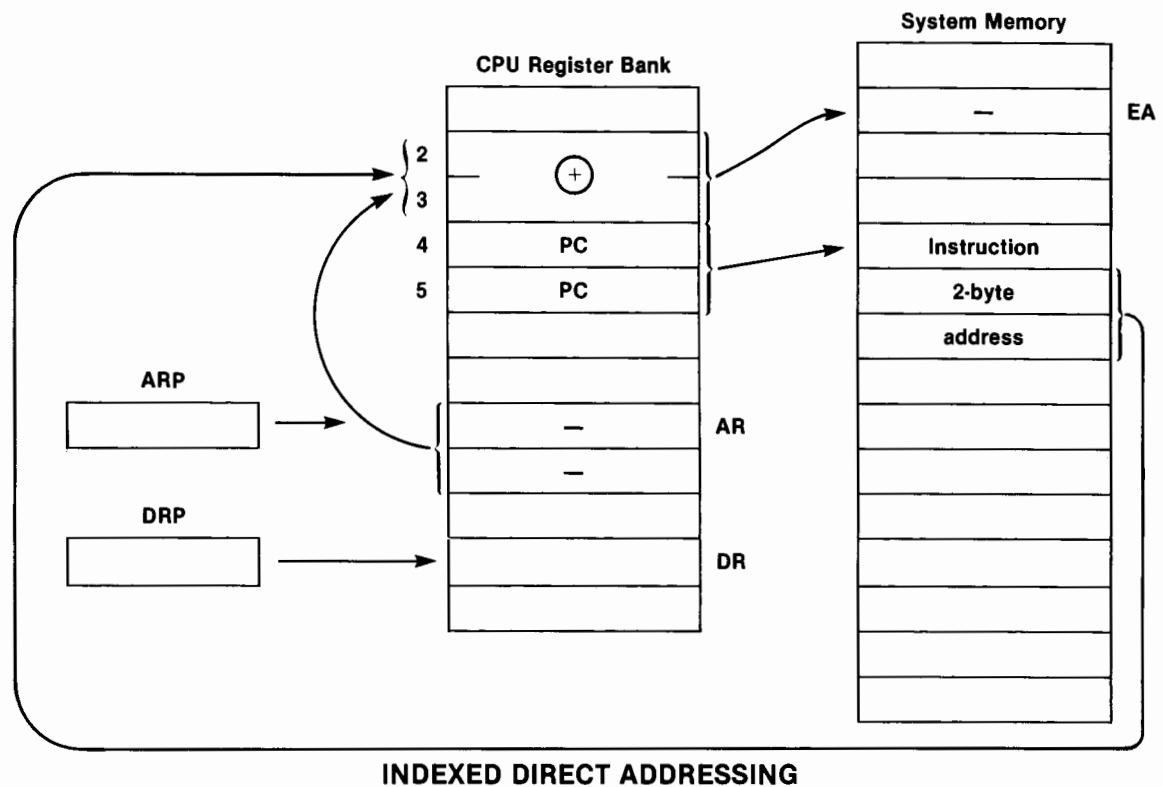 System Memory
CPU Register Bank
— EA
2
— + —
3
4 PC Instruction
5 PC 2-byte
address
ARP
— AR
—
DRP
DR
INDEXED DIRECT ADDRESSING